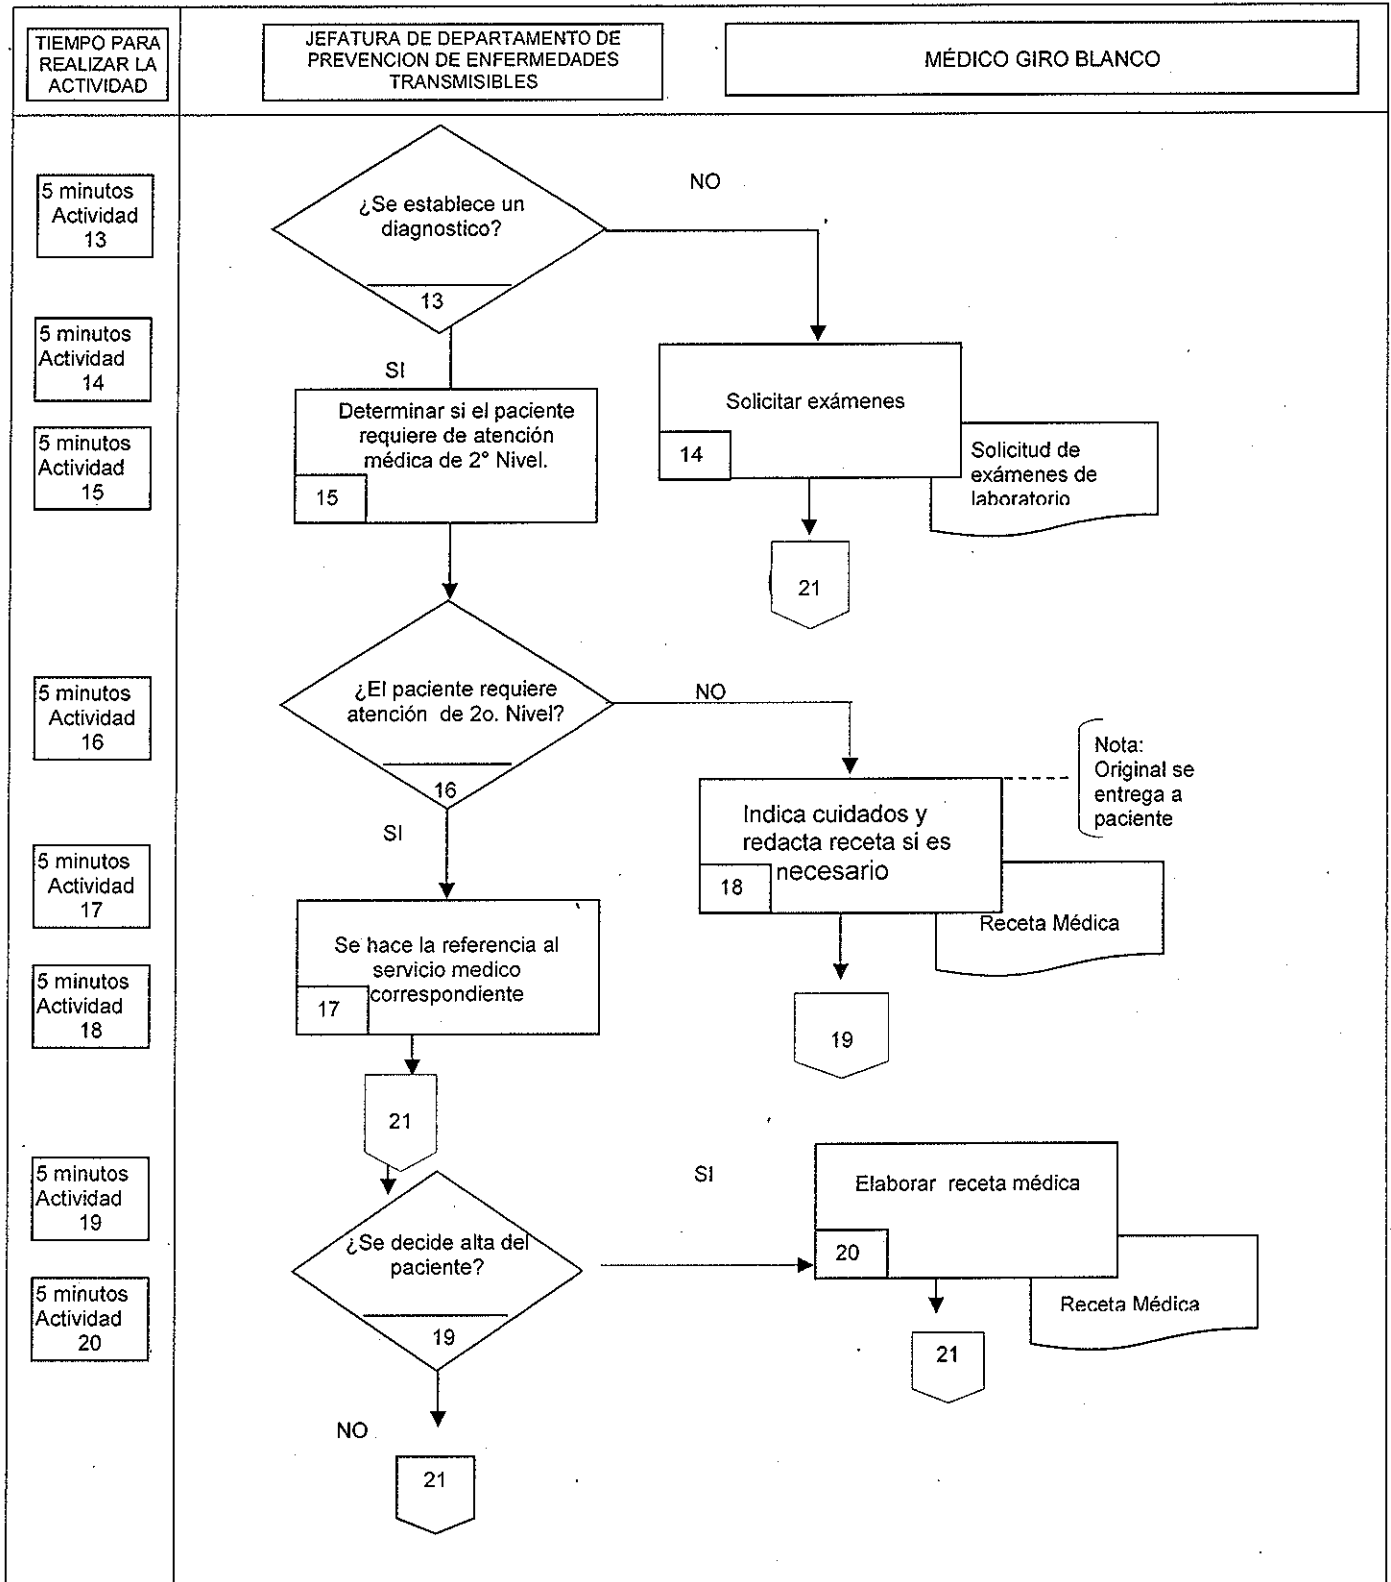 TIEMPO PARA
REALIZAR LA
ACTIVIDAD
JEFATURA DE DEPARTAMENTO DE
PREVENCION DE ENFERMEDADES
TRANSMISIBLES
MÉDICO GIRO BLANCO
5 minutos
Actividad
13
¿Se establece un
diagnostico?
13
NO
SI
5 minutos
Actividad
14
Solicitar exámenes
14
Solicitud de
exámenes de
laboratorio
21
5 minutos
Actividad
15
Determinar si el paciente
requiere de atención
médica de 2° Nivel.
15
5 minutos
Actividad
16
¿El paciente requiere
atención de 2o. Nivel?
16
NO
SI
Nota:
Original se
entrega a
paciente
Indica cuidados y
redacta receta si es
necesario
18
Receta Médica
19
5 minutos
Actividad
17
Se hace la referencia al
servicio medico
correspondiente
17
21
5 minutos
Actividad
18
5 minutos
Actividad
19
¿Se decide alta del
paciente?
19
SI
Elaborar receta médica
20
Receta Médica
21
5 minutos
Actividad
20
NO
21